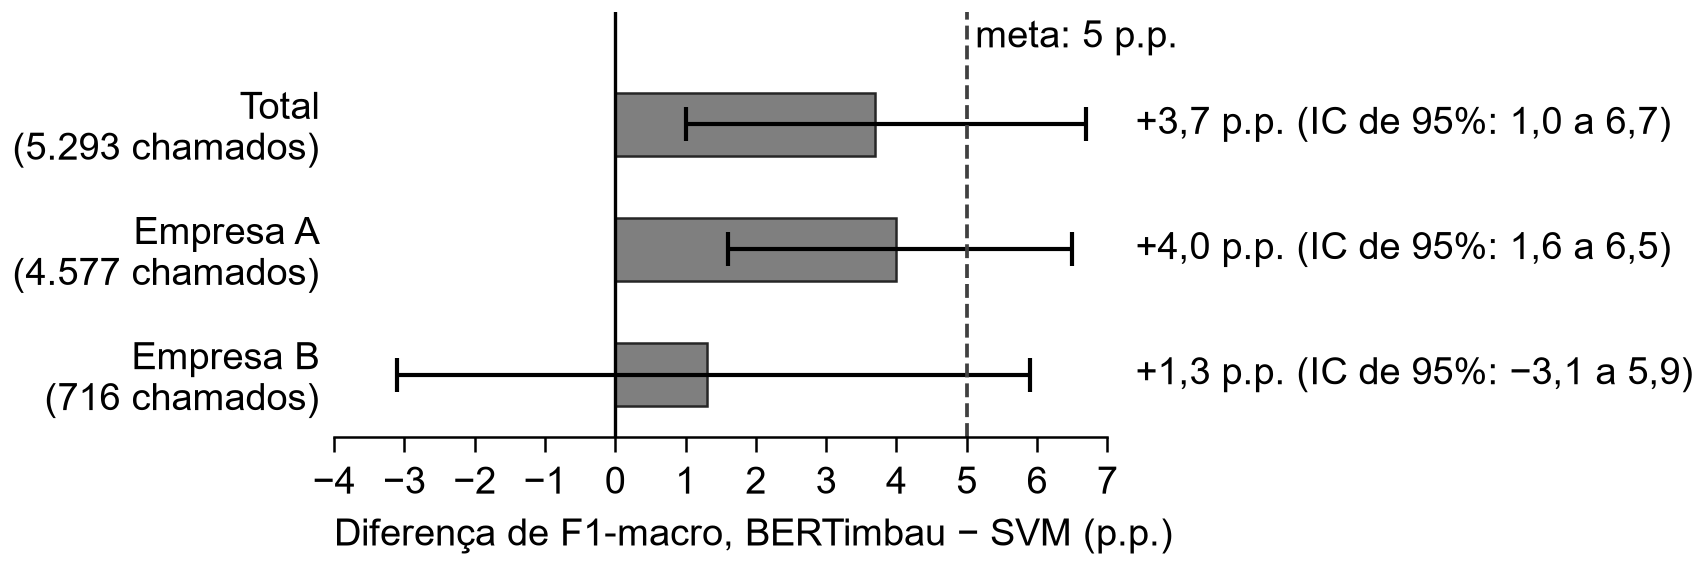 meta: 5 p.p.
Total
(5.293 chamados)
+3,7 p.p. (IC de 95%: 1,0 a 6,7)
Empresa A
(4.577 chamados)
+4,0 p.p. (IC de 95%: 1,6 a 6,5)
Empresa B
(716 chamados)
+1,3 p.p. (IC de 95%: −3,1 a 5,9)
−4 −3 −2 −1 0 1 2 3 4 5 6 7
Diferença de F1-macro, BERTimbau − SVM (p.p.)